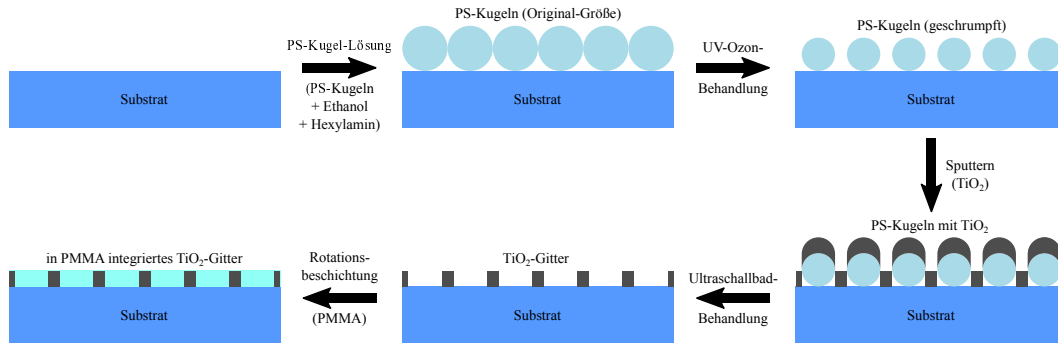 PS-Kugeln (Original-Größe)
PS-Kugeln (geschrumpft)
PS-Kugel-Lösung
(PS-Kugeln
+ Ethanol
+ Hexylamin)
UV-Ozon-
Behandlung
Substrat
Substrat
Substrat
Sputtern
(TiO₂)
PS-Kugeln mit TiO₂
Ultraschallbad-
Behandlung
TiO₂-Gitter
Rotations-
beschichtung
(PMMA)
in PMMA integriertes TiO₂-Gitter
Substrat
Substrat
Substrat